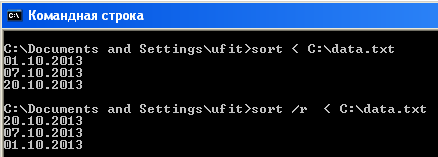 Командная строка
C:\Documents and Settings\ufit>sort < C:\data.txt
01.10.2013
07.10.2013
20.10.2013
C:\Documents and Settings\ufit>sort /r  < C:\data.txt
20.10.2013
07.10.2013
01.10.2013